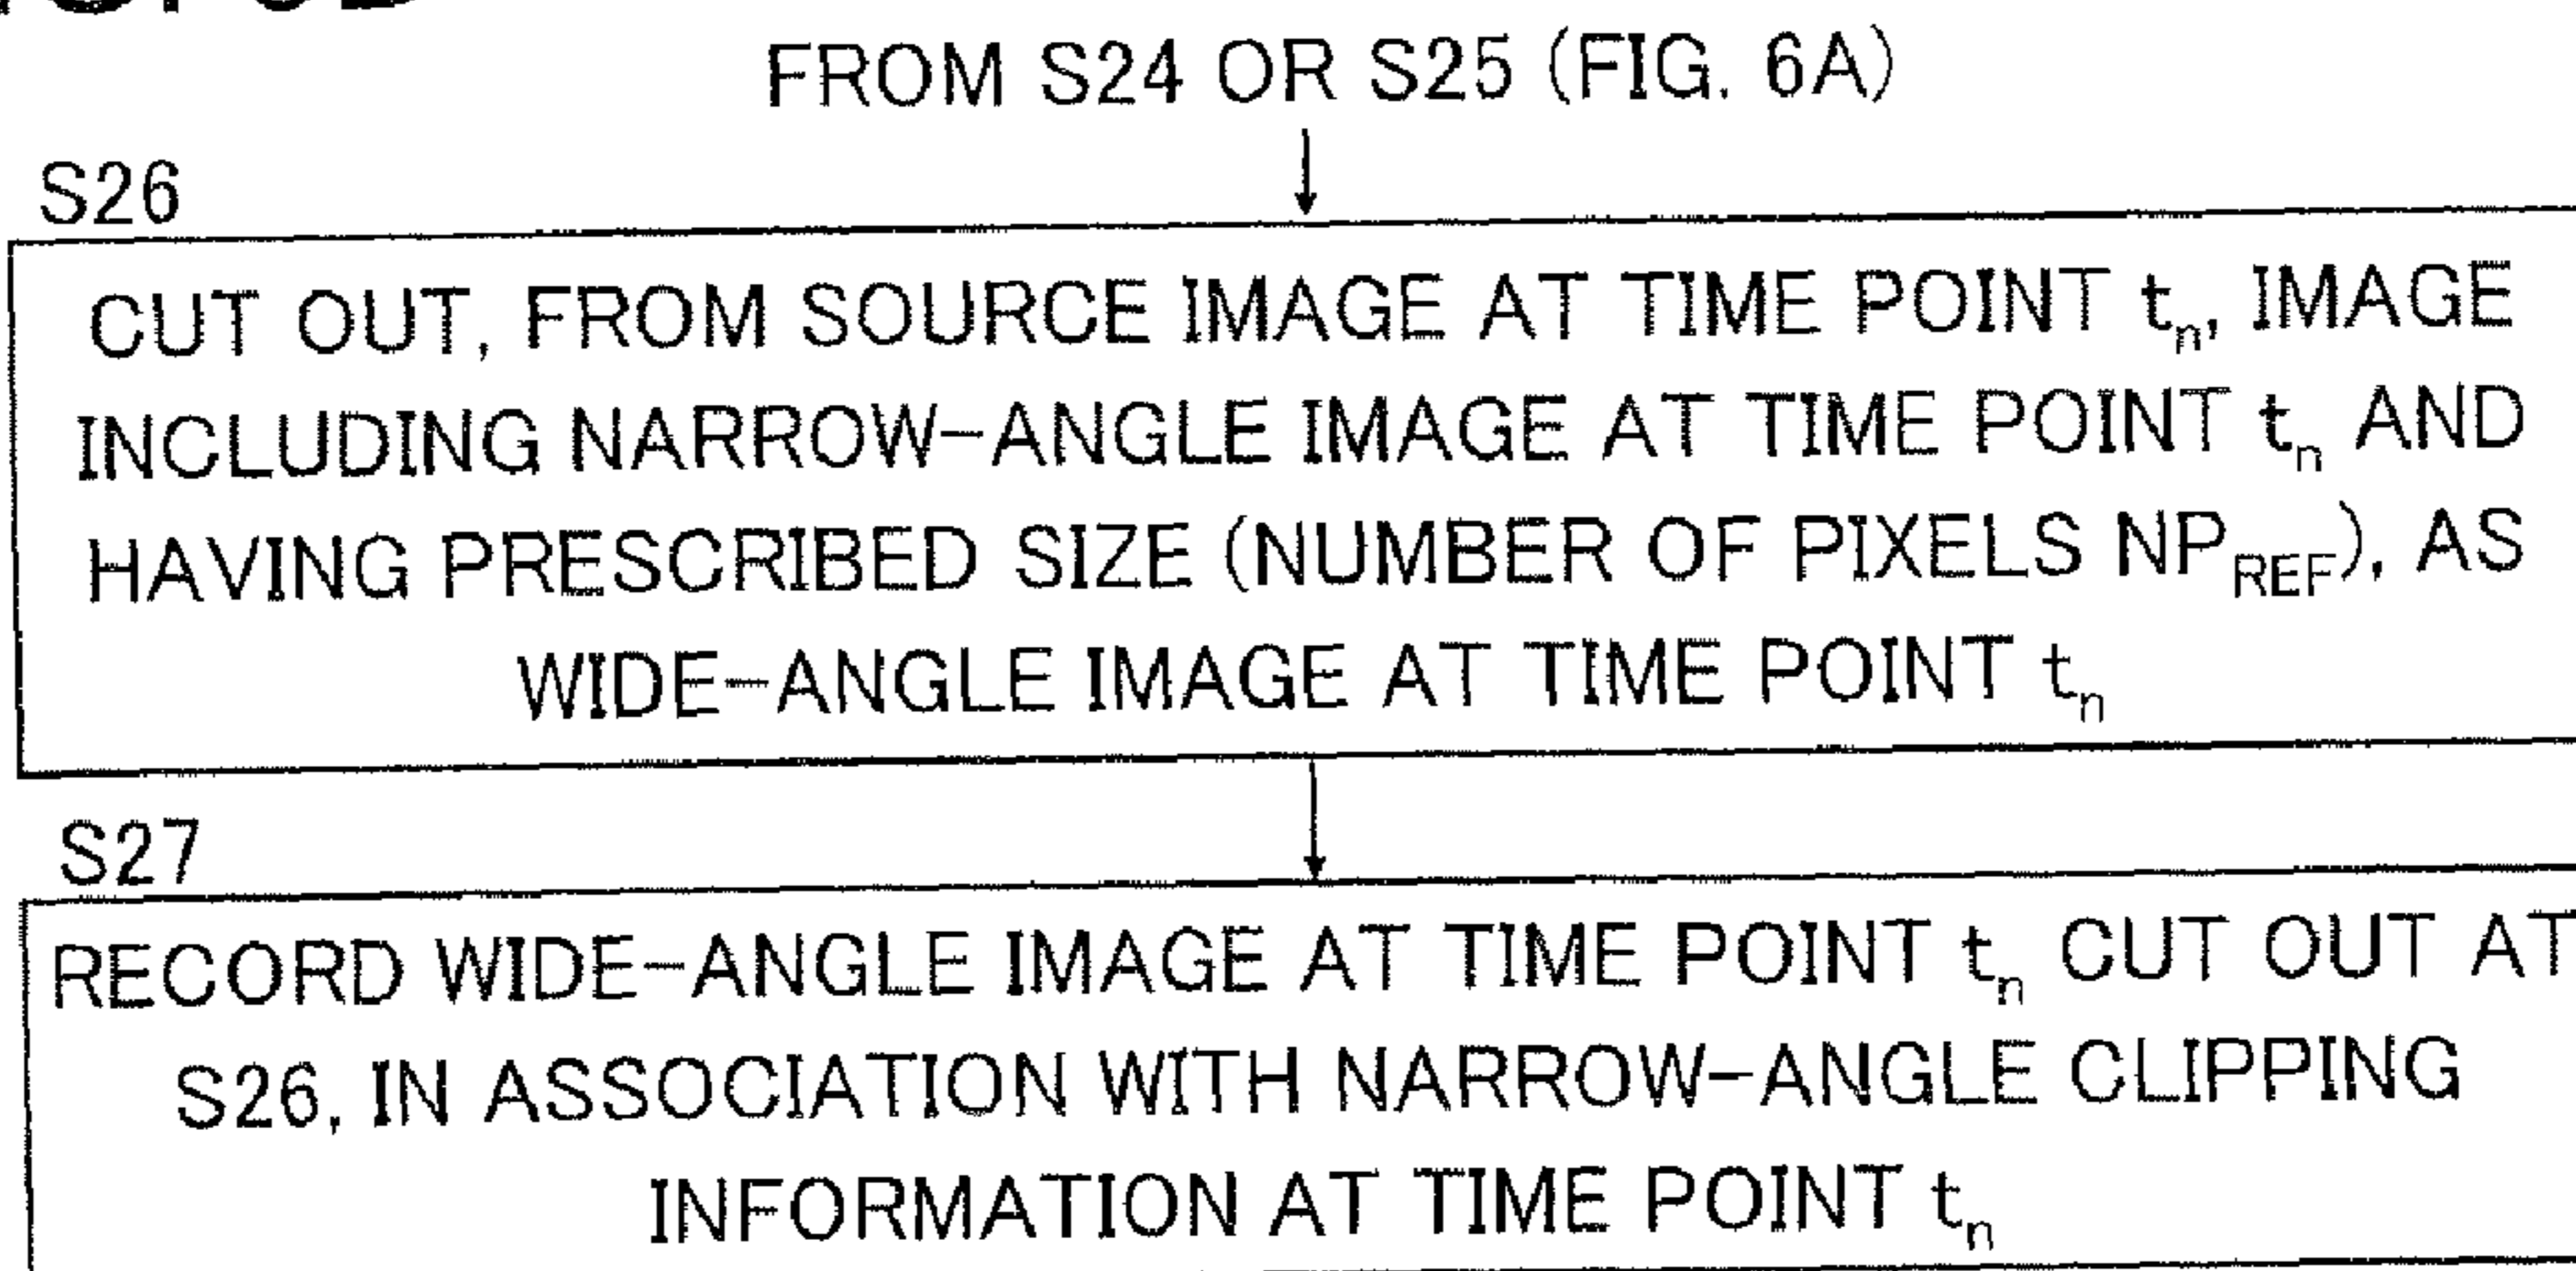 FROM S24 OR S25 (FIG. 6A)
S26
CUT OUT, FROM SOURCE IMAGE AT TIME POINT tn, IMAGE
INCLUDING NARROW-ANGLE IMAGE AT TIME POINT tn AND
HAVING PRESCRIBED SIZE (NUMBER OF PIXELS NPREF), AS
WIDE-ANGLE IMAGE AT TIME POINT tn
S27
RECORD WIDE-ANGLE IMAGE AT TIME POINT tn CUT OUT AT
S26, IN ASSOCIATION WITH NARROW-ANGLE CLIPPING
INFORMATION AT TIME POINT tn